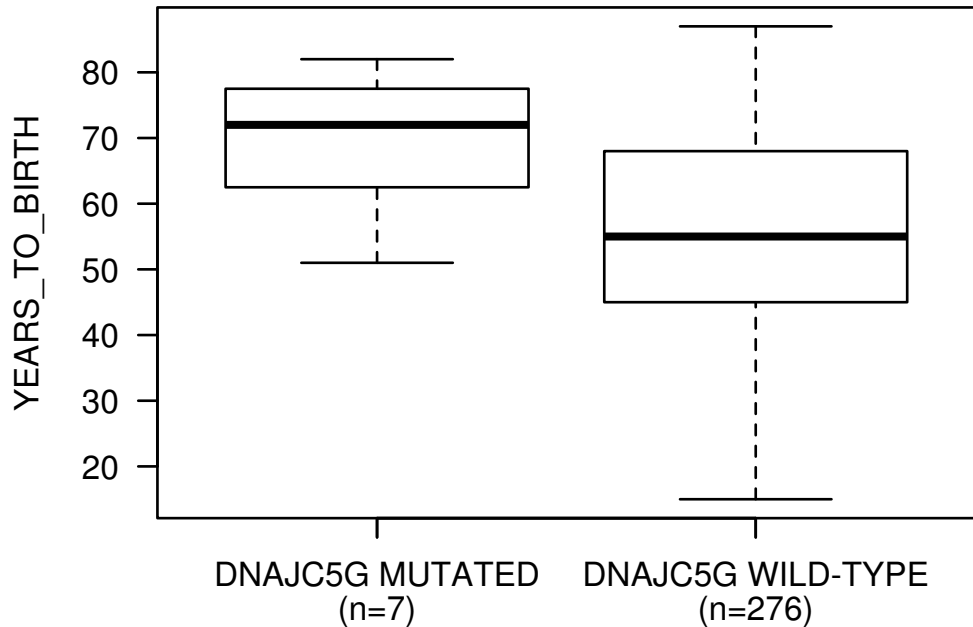 YEARS_TO_BIRTH
80
70
60
50
40
30
20
DNAJC5G MUTATED
(n=7)
DNAJC5G WILD-TYPE
(n=276)